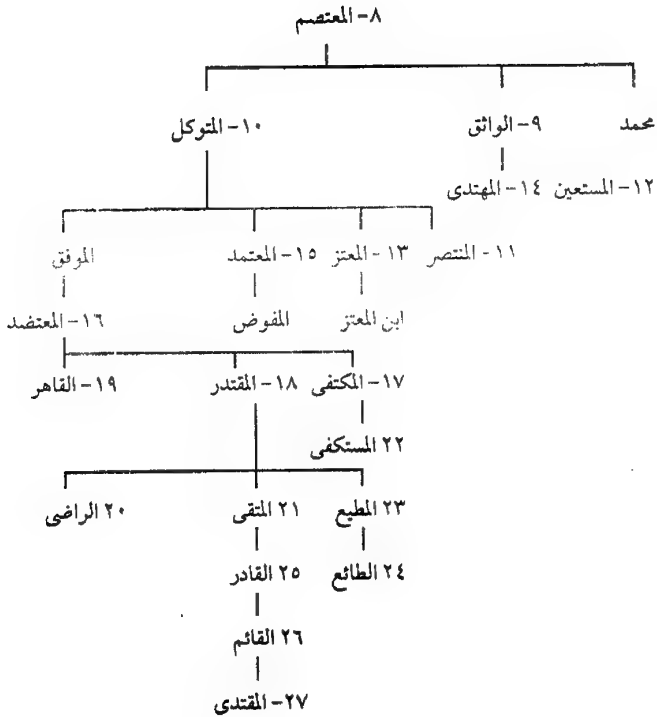 ٨- المعتصم
محمد ٩- الواثق ١٠- المتوكل
١٢- المستعين ١٤- المهتدى
١١- المنتصر ١٣- المعتز ١٥- المعتمد الموفق
ابن المعتز المفوض ١٦- المعتضد
١٧- المكتفى ١٨- المقتدر ١٩- القاهر
٢٢ المستكفى
٢٣ المطيع ٢١ المتقى ٢٠ الراضى
٢٤ الطائع ٢٥ القادر
٢٦ القائم
٢٧- المقتدى